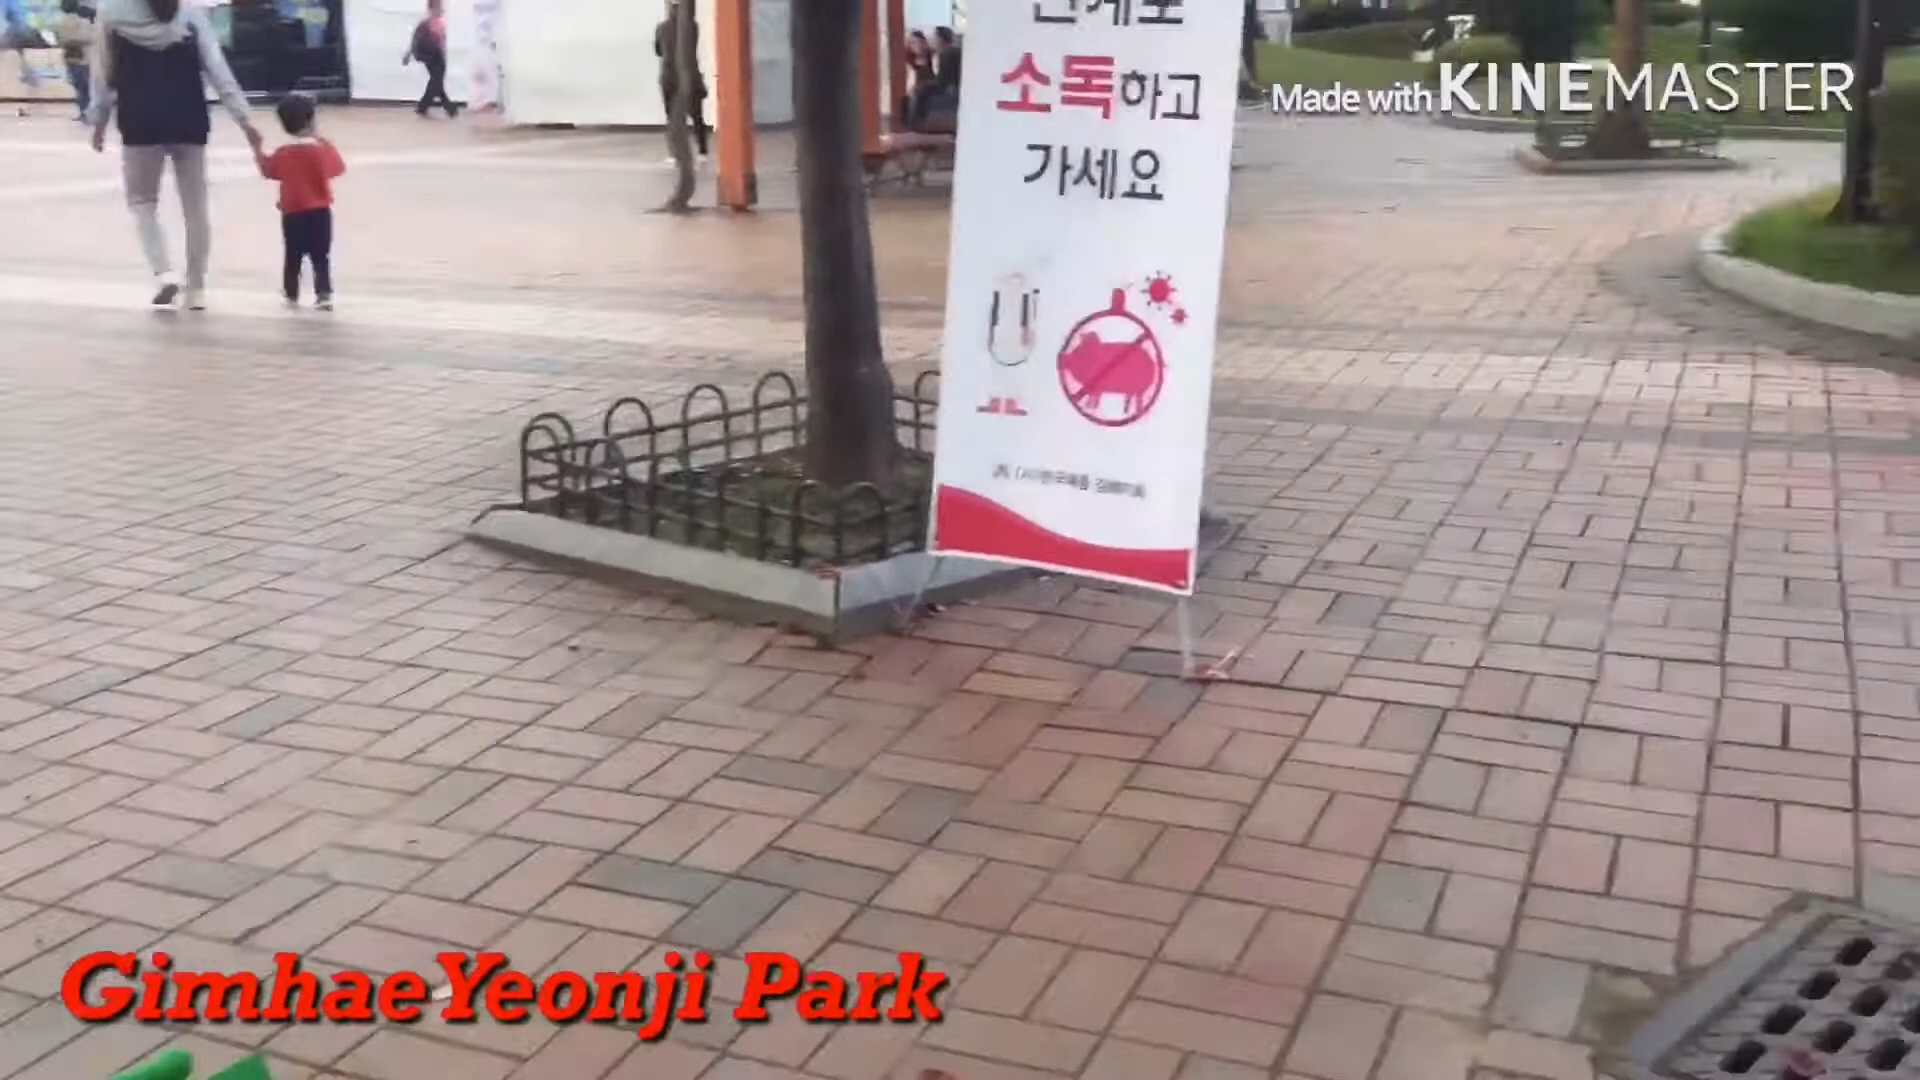 소독하고
가세요
Made with KINEMASTER
GimhaeYeonji Park